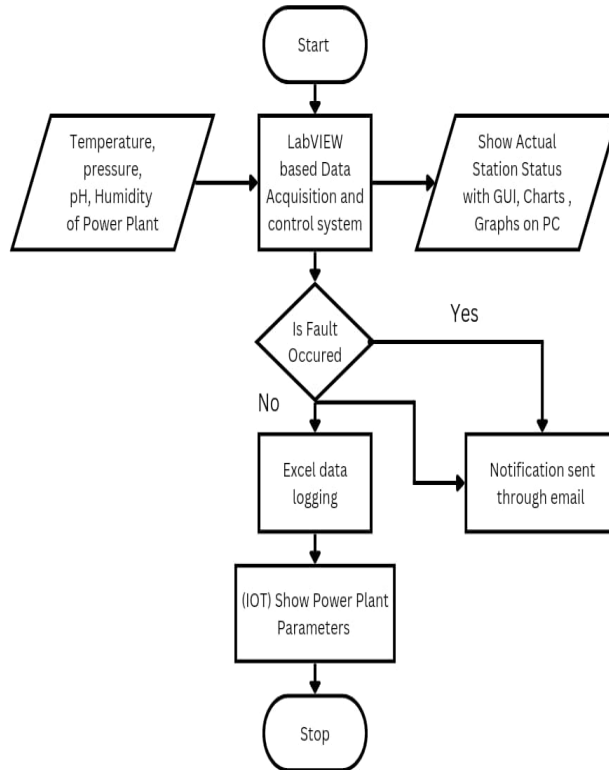 Start
Temperature,
pressure,
pH, Humidity
of Power Plant
LabVIEW
based Data
Acquisition and
control system
Show Actual
Station Status
with GUI, Charts ,
Graphs on PC
Is Fault
Occured
Yes
No
Excel data
logging
Notification sent
through email
(IOT) Show Power Plant
Parameters
Stop